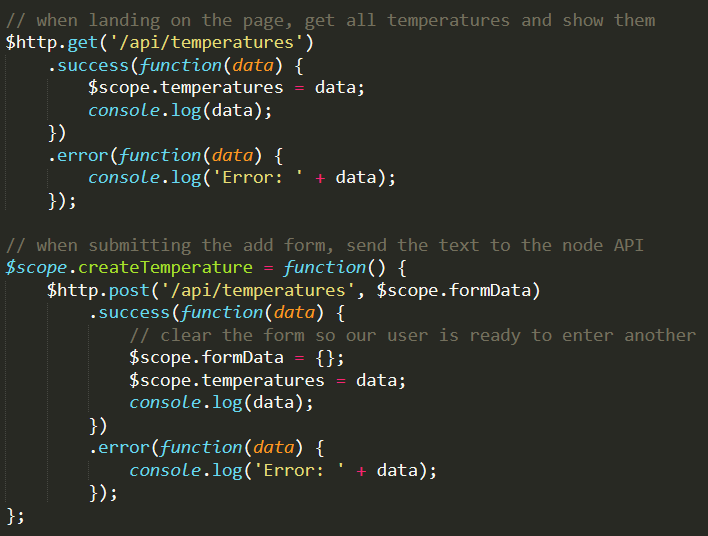 // when landing on the page, get all temperatures and show them
$http.get('/api/temperatures')
    .success(function(data) {
        $scope.temperatures = data;
        console.log(data);
    })
    .error(function(data) {
        console.log('Error: ' + data);
    });

// when submitting the add form, send the text to the node API
$scope.createTemperature = function() {
    $http.post('/api/temperatures', $scope.formData)
        .success(function(data) {
            // clear the form so our user is ready to enter another
            $scope.formData = {};
            $scope.temperatures = data;
            console.log(data);
        })
        .error(function(data) {
            console.log('Error: ' + data);
        });
};